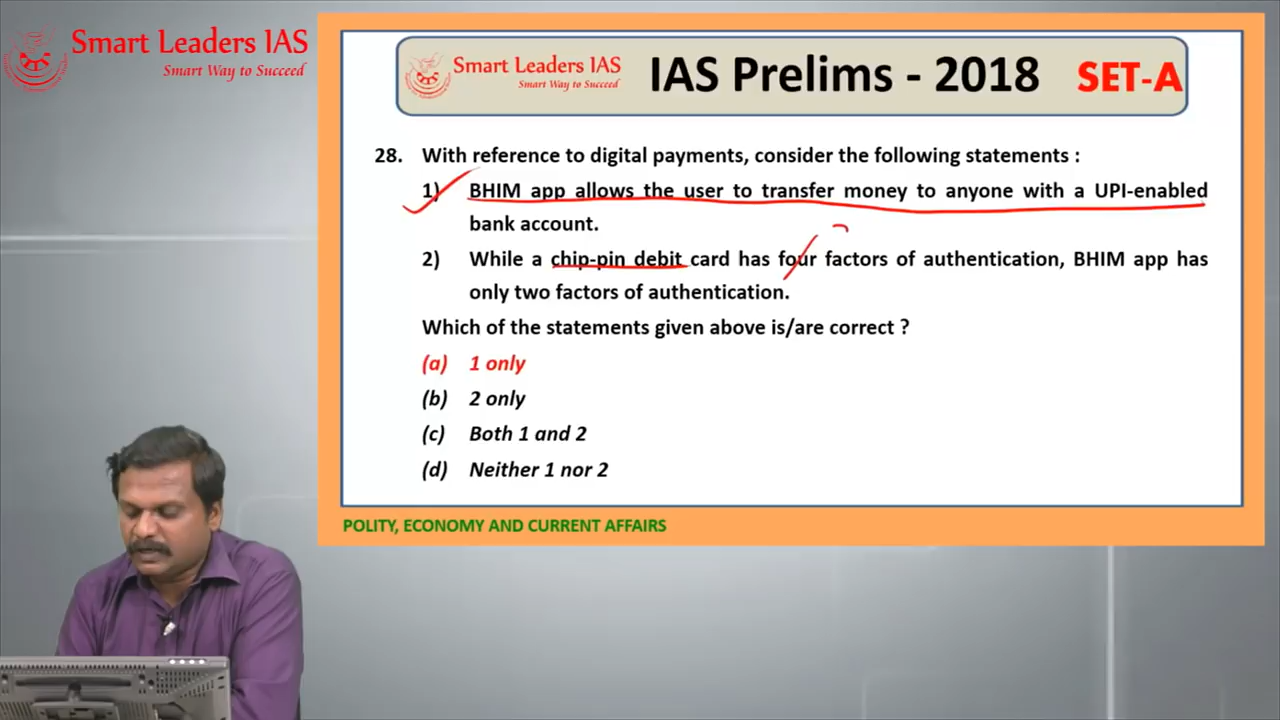 Smart Leaders IAS
Smart Way to Succeed
Smart Leaders IAS
Smart Way to Succeed
IAS Prelims - 2018 SET-A
28. With reference to digital payments, consider the following statements :
1) BHIM app allows the user to transfer money to anyone with a UPI-enabled
bank account.
2) While a chip-pin debit card has four factors of authentication, BHIM app has
only two factors of authentication.
Which of the statements given above is/are correct ?
(a) 1 only
(b) 2 only
(c) Both 1 and 2
(d) Neither 1 nor 2
POLITY, ECONOMY AND CURRENT AFFAIRS